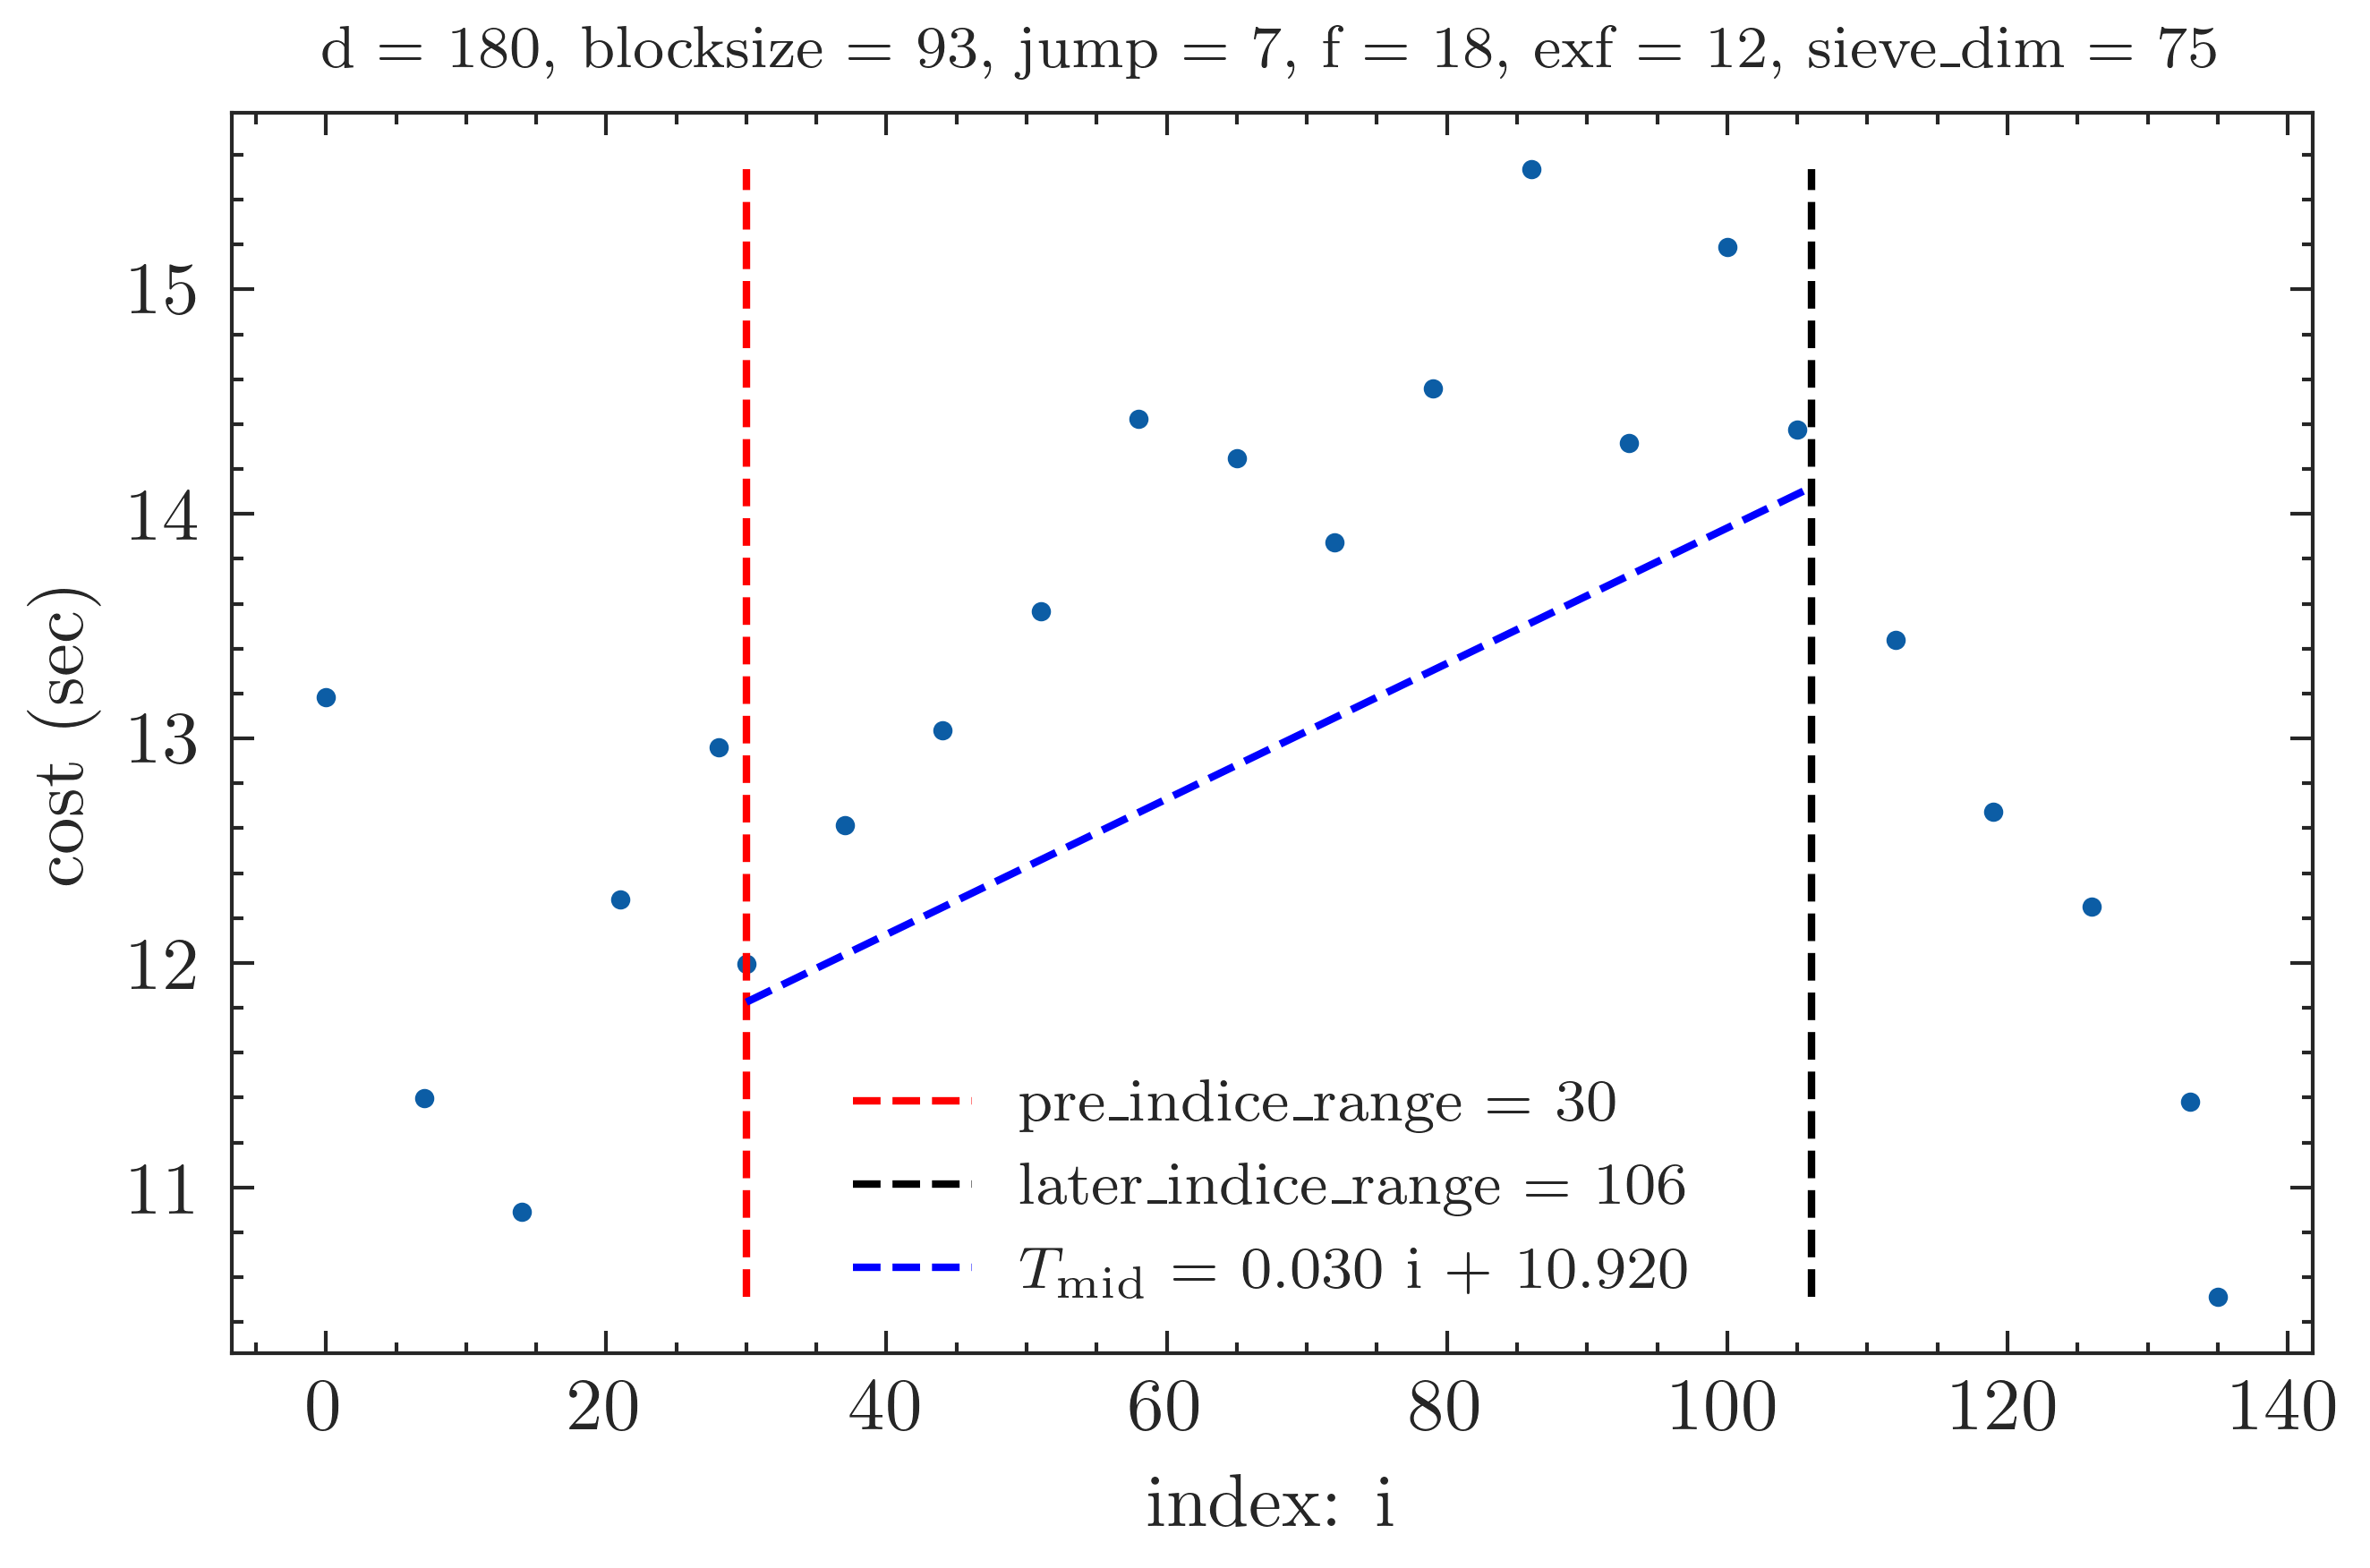 d = 180, blocksize = 93, jump = 7, f = 18, exf = 12, sieve_dim = 75
15
14
13
12
11
cost (sec)
pre_indice_range = 30
later_indice_range = 106
T_mid = 0.030 i + 10.920
0 20 40 60 80 100 120 140
index: i